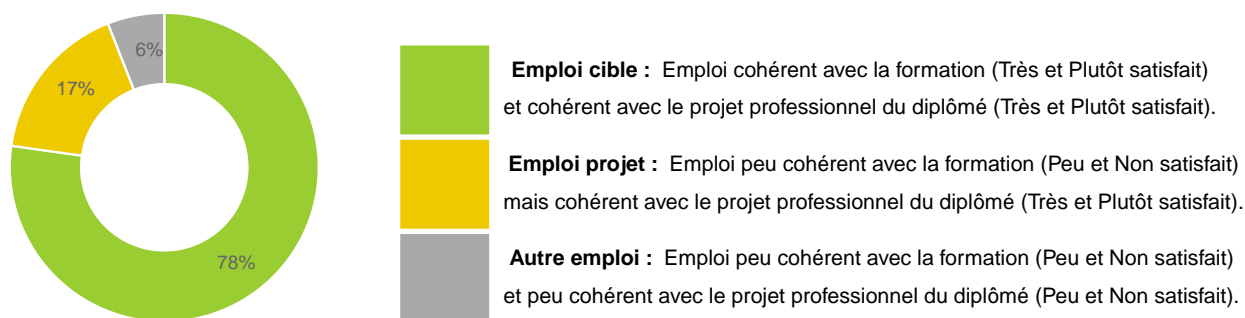 6%
17%
78%
Emploi cible : Emploi cohérent avec la formation (Très et Plutôt satisfait)
et cohérent avec le projet professionnel du diplômé (Très et Plutôt satisfait).
Emploi projet : Emploi peu cohérent avec la formation (Peu et Non satisfait)
mais cohérent avec le projet professionnel du diplômé (Très et Plutôt satisfait).
Autre emploi : Emploi peu cohérent avec la formation (Peu et Non satisfait)
et peu cohérent avec le projet professionnel du diplômé (Peu et Non satisfait).